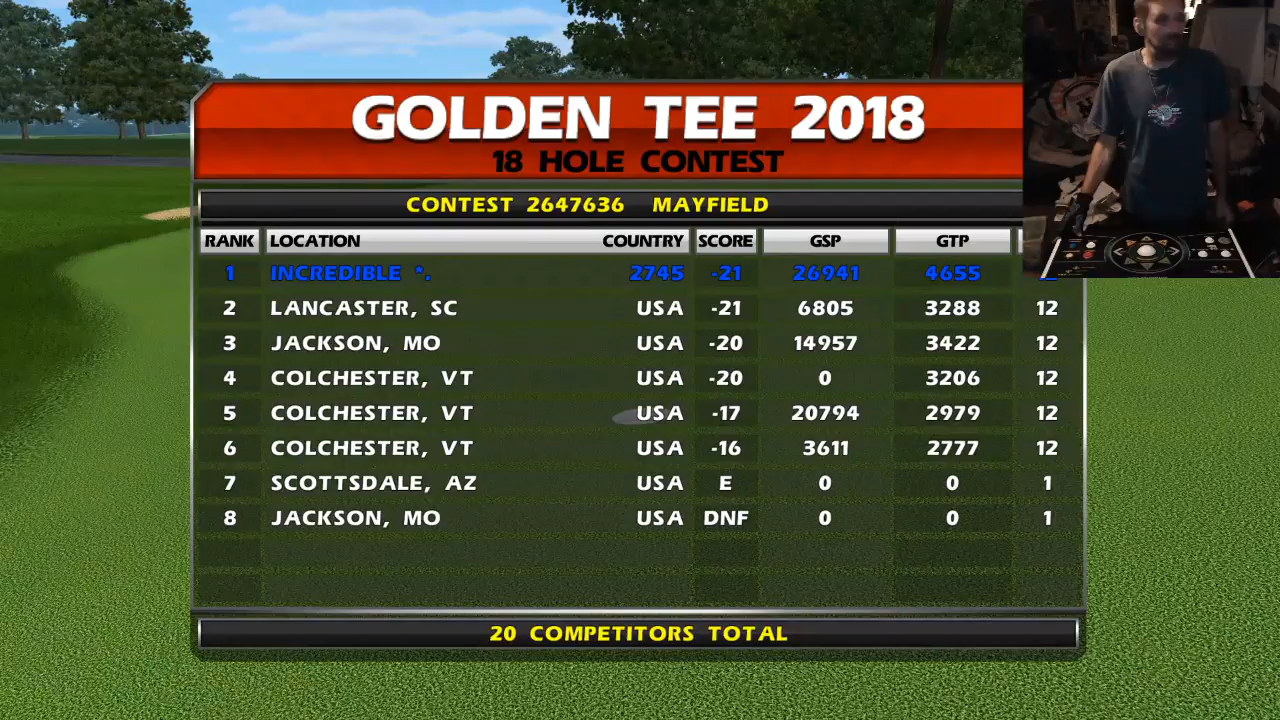 GOLDEN TEE 2018
18 HOLE CONTEST
CONTEST 2647636 MAYFIELD
RANK LOCATION COUNTRY SCORE GSP GTP
1 INCREDIBLE *. 2745 -21 26941 4655
2 LANCASTER, SC USA -21 6805 3288 12
3 JACKSON, MO USA -20 14957 3422 12
4 COLCHESTER, VT USA -20 0 3206 12
5 COLCHESTER, VT USA -17 20794 2979 12
6 COLCHESTER, VT USA -16 3611 2777 12
7 SCOTTSDALE, AZ USA E 0 0 1
8 JACKSON, MO USA DNF 0 0 1
20 COMPETITORS TOTAL